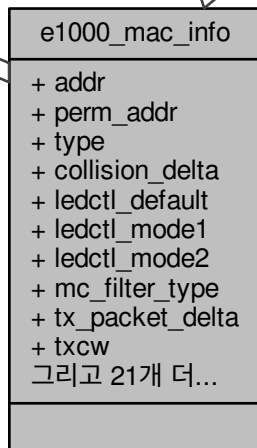 e1000_mac_info
+ addr
+ perm_addr
+ type
+ collision_delta
+ ledctl_default
+ ledctl_mode1
+ ledctl_mode2
+ mc_filter_type
+ tx_packet_delta
+ txcw
그리고 21개 더...